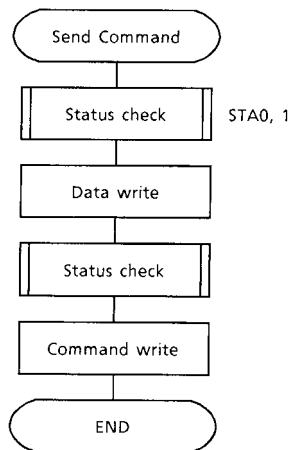 Send Command
Status check
STA0, 1
Data write
Status check
Command write
END